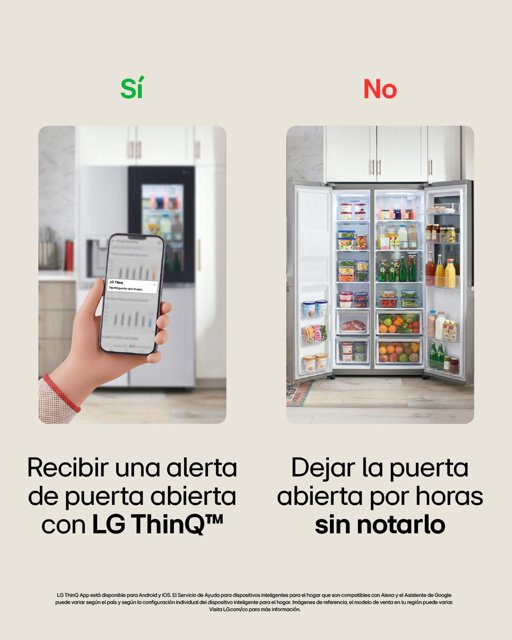 Sí
No
LG ThinQ
Recibir una alerta
de puerta abierta
con LG ThinQ™
Dejar la puerta
abierta por horas
sin notarlo
LG ThinQ App está disponible para Android y iOS. El Servicio de Ayuda para dispositivos inteligentes para el hogar que son compatibles con Alexa y el Asistente de Google
puede variar según el país y según la configuración individual del dispositivo inteligente para el hogar. Imágenes de referencia, el modelo de venta en tu región puede variar.
Visita LG.com/co para más información.